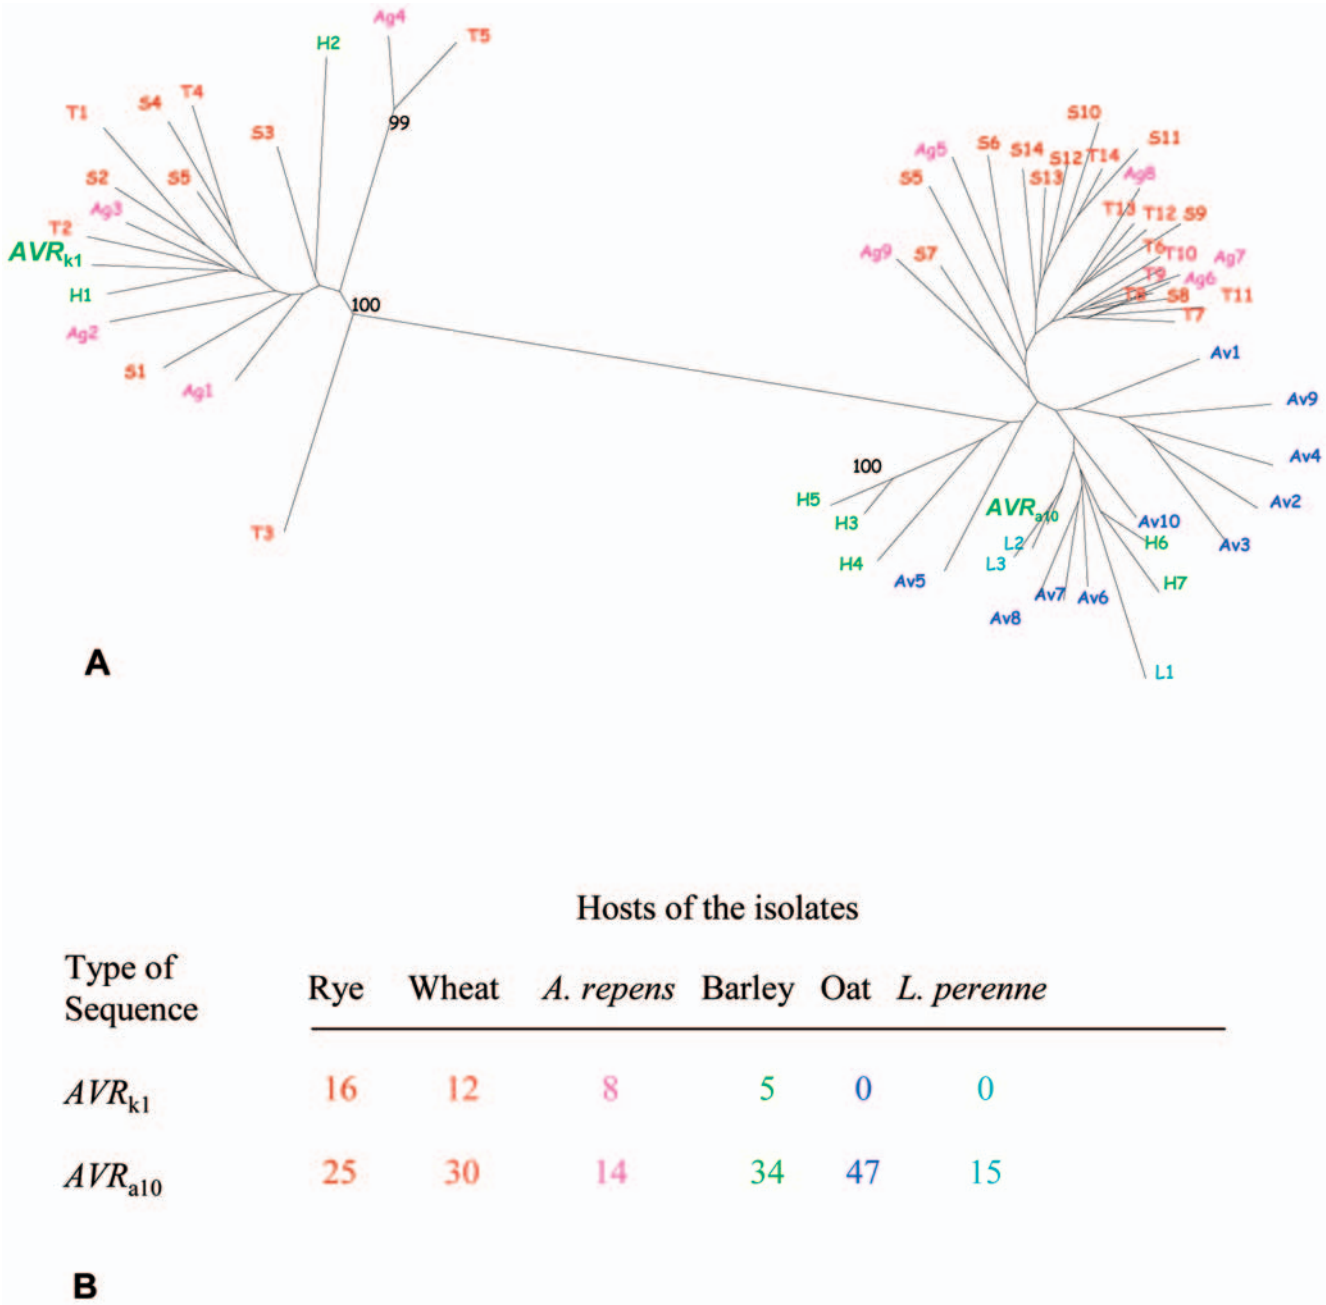 Ag4
T5
H2
99
T4
S4
T1
S3
S5
S2
Ag3
T2
AVRk1
H1
Ag2
S1
Ag1
100
T3
S10
S11
S6
S14
S12
T14
Ag5
S5
S13
Ag8
T13
T12
S9
Ag9
S7
T6
T10
Ag7
T9
Ag6
T8
S8
T11
T7
Av1
Av9
Av4
100
H5
H3
AVRa10
Av2
Av10
L2
H6
Av3
L3
H4
Av5
H7
Av7
Av6
Av8
L1
A
Hosts of the isolates
Type of
Sequence
Rye Wheat A. repens Barley Oat L. perenne
AVRk1 16 12 8 5 0 0
AVRa10 25 30 14 34 47 15
B